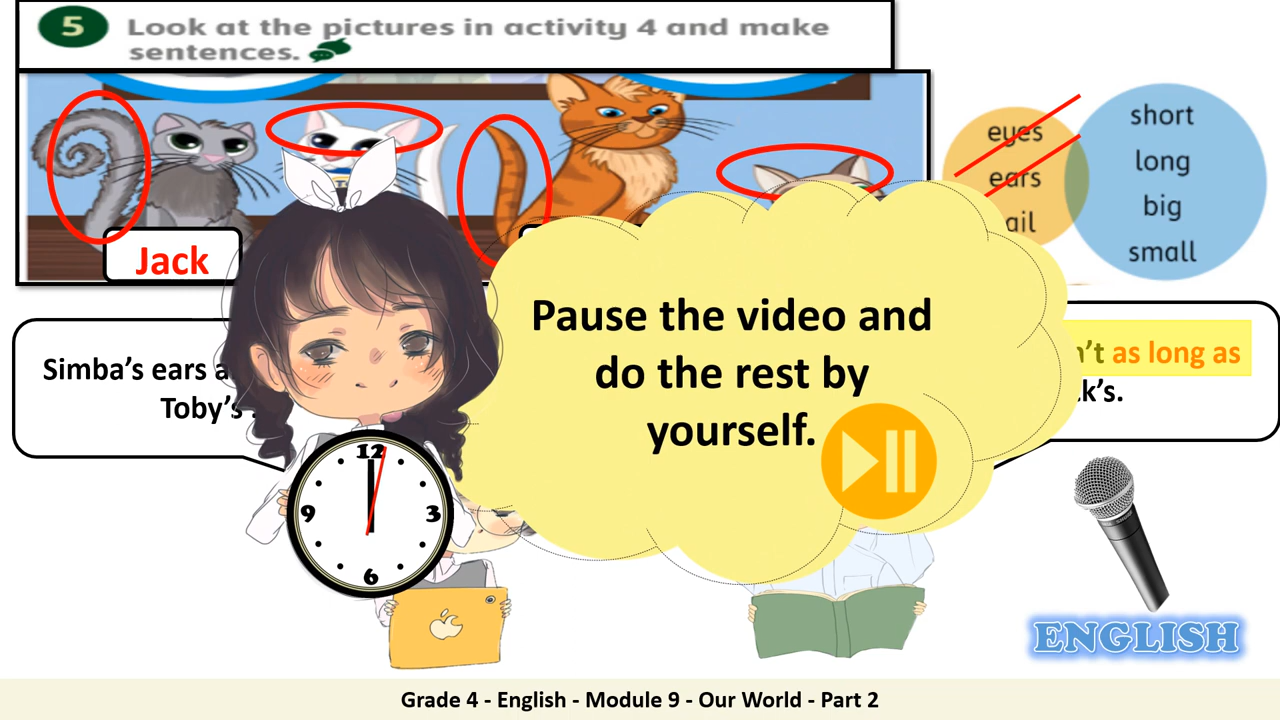 5 Look at the pictures in activity 4 and make
sentences.
eyes
ears
short
long
big
small
Jack
Simba's ears
Toby's
as long as
Pause the video and
do the rest by
yourself.
12
9
3
6
ENGLISH
Grade 4 - English - Module 9 - Our World - Part 2